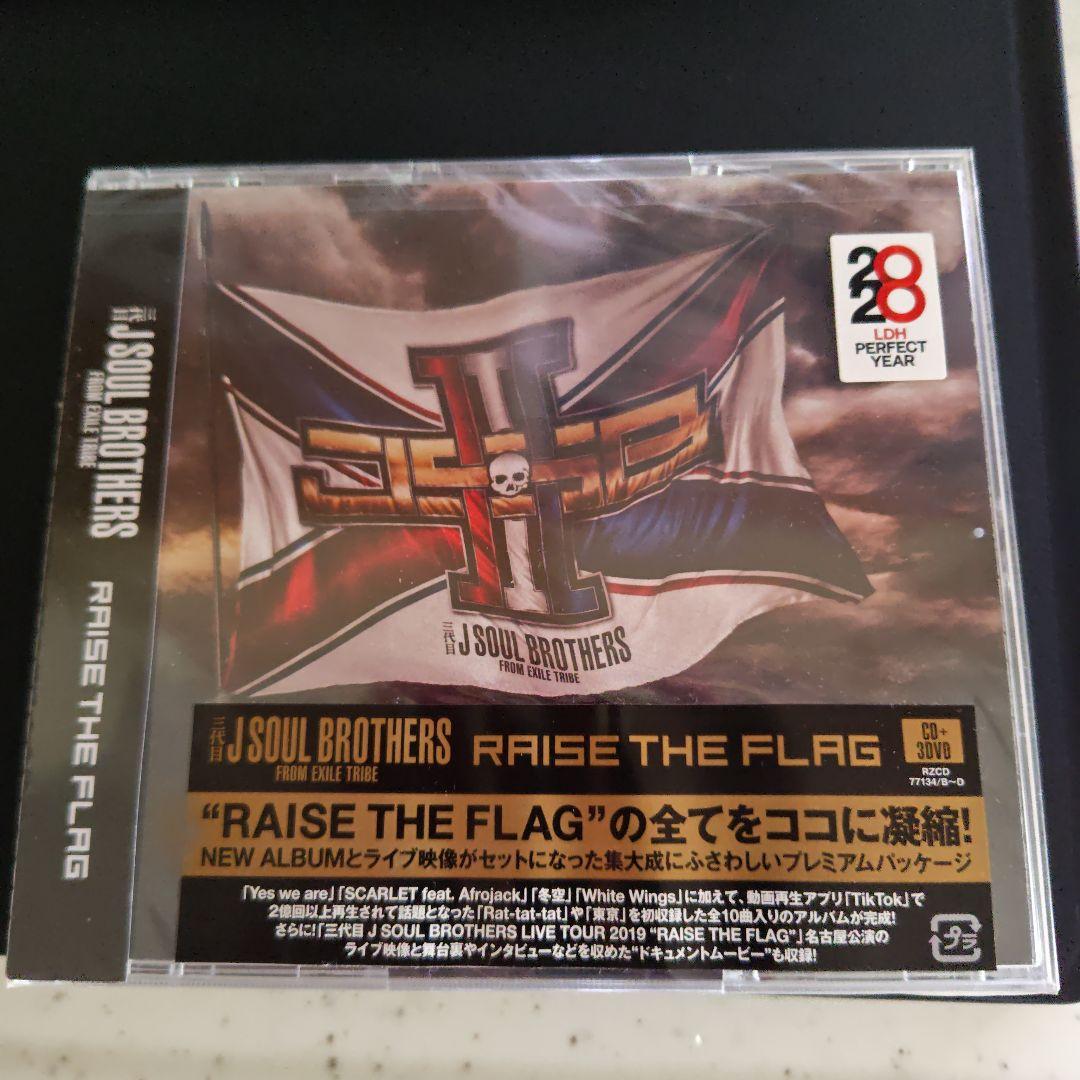 三代目 J SOUL BROTHERS
FROM EXILE TRIBE
RAISE THE FLAG
2020
LDH
PERFECT
YEAR
JSB
三代目 J SOUL BROTHERS
FROM EXILE TRIBE
三代目 J SOUL BROTHERS
FROM EXILE TRIBE
RAISE THE FLAG
CD+
3DVD
RZCD
77134/B~D
“RAISE THE FLAG”の全てをココに凝縮!
NEW ALBUMとライブ映像がセットになった集大成にふさわしいプレミアムパッケージ
「Yes we are」「SCARLET feat. Afrojack」「冬空」「White Wings」に加えて、動画再生アプリ「TikTok」で
2億回以上再生されて話題となった「Rat-tat-tat」や「東京」を初収録した全10曲入りのアルバムが完成!
さらに!「三代目 J SOUL BROTHERS LIVE TOUR 2019 “RAISE THE FLAG”」名古屋公演の
ライブ映像と舞台裏やインタビューなどを収めた“ドキュメントムービー”も収録!
プラ